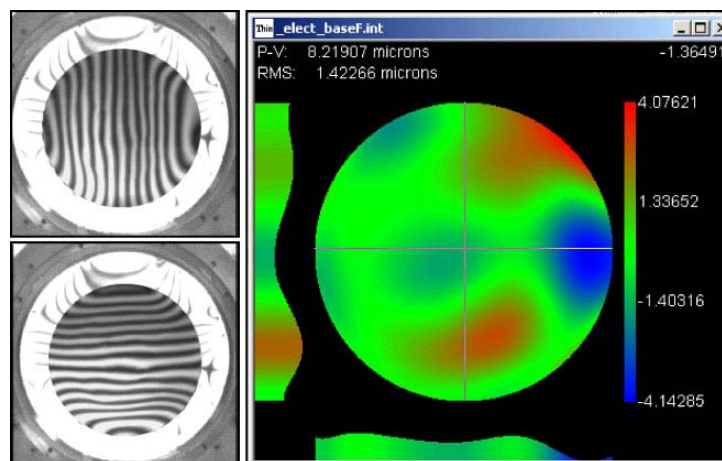 Thin _elect_baseF.int
P-V: 8.21907 microns -1.36491
RMS: 1.42266 microns
4.07621
1.33652
-1.40316
-4.14285